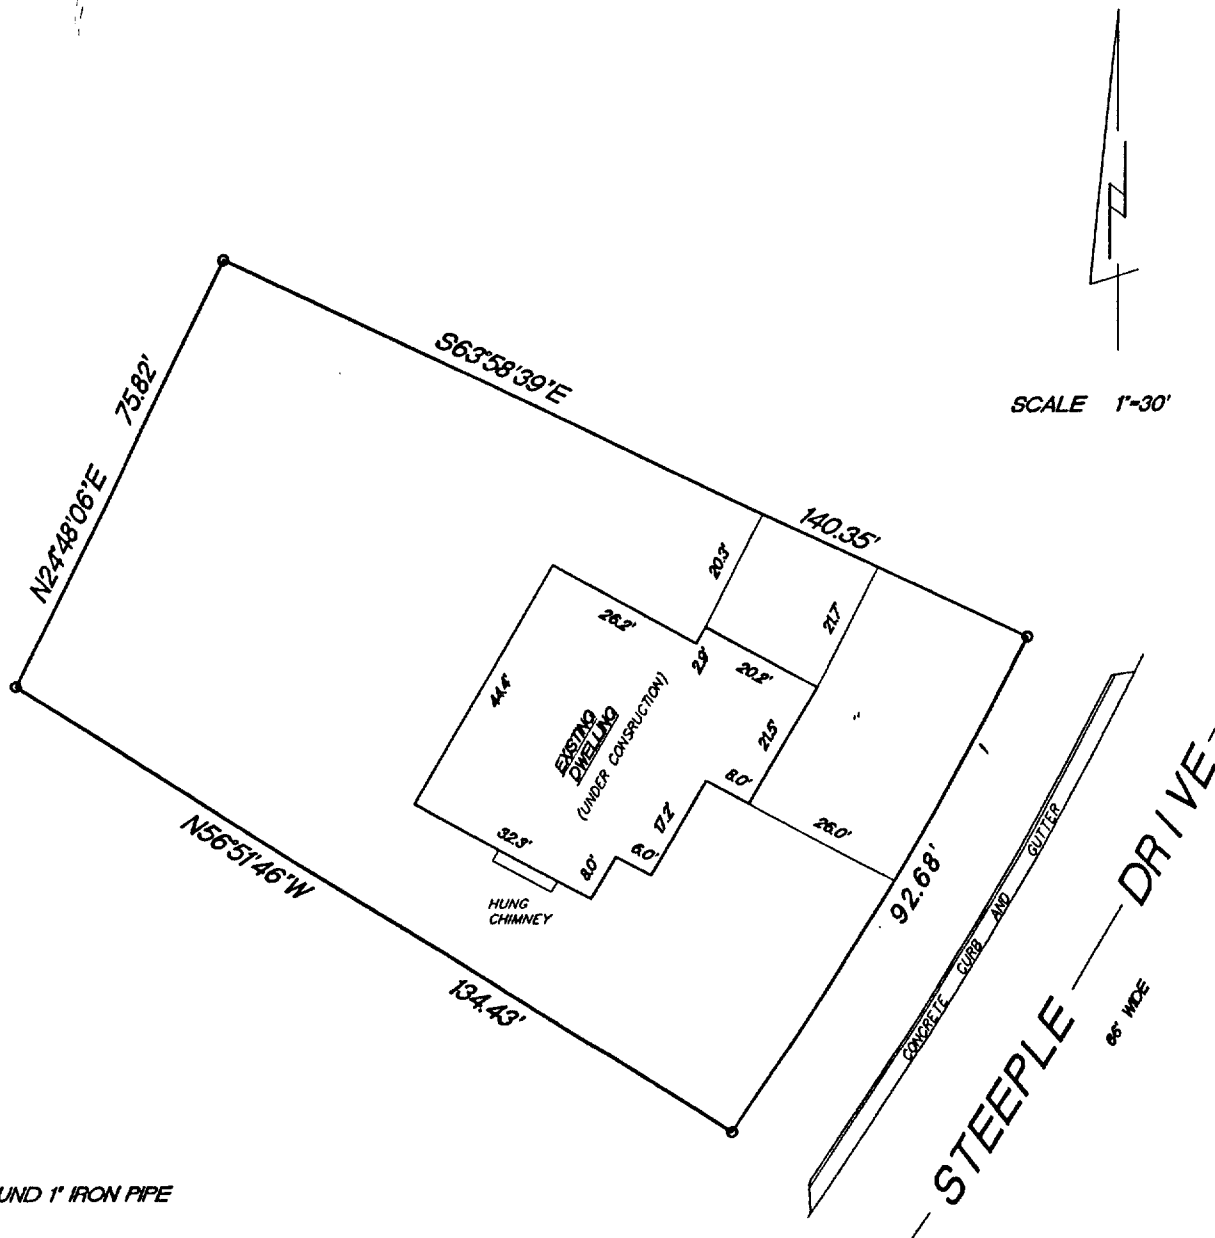 SCALE 1"=30'
S63°58'39"E
140.35'
75.82'
N24°48'06"E
20.3'
21.7'
26.2'
2.9'
20.2'
44.4'
EXISTING
DWELLING
(UNDER CONSRUCTION)
21.5'
8.0'
17.2'
26.0'
32.3'
6.0'
8.0'
HUNG
CHIMNEY
N56°51'46"W
134.43'
92.68'
CONCRETE CURB AND GUTTER
STEEPLE DRIVE
66' WIDE
UND 1" IRON PIPE